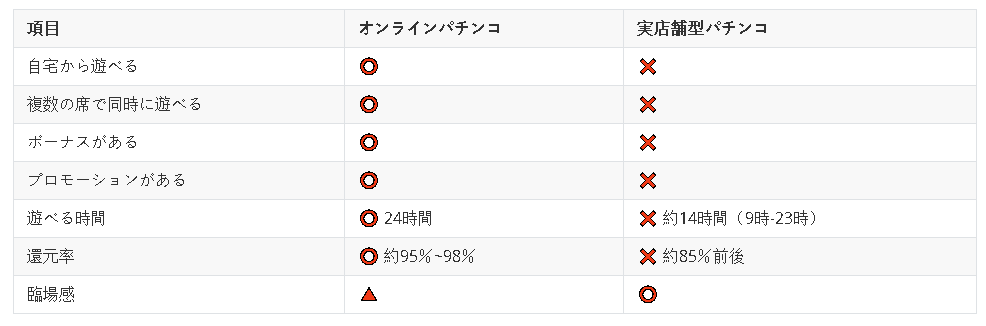 項目 オンラインパチンコ 実店舗型パチンコ
自宅から遊べる ⭕ ❌
複数の席で同時に遊べる ⭕ ❌
ボーナスがある ⭕ ❌
プロモーションがある ⭕ ❌
遊べる時間 ⭕ 24時間 ❌ 約14時間（9時-23時）
還元率 ⭕ 約95%~98% ❌ 約85%前後
臨場感 🔺 ⭕